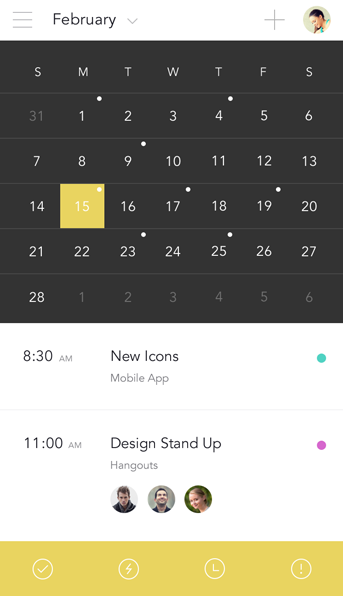 February
S M T W T F S
31 1 2 3 4 5 6
7 8 9 10 11 12 13
14 15 16 17 18 19 20
21 22 23 24 25 26 27
28 1 2 3 4 5 6
8:30 AM New Icons
Mobile App
11:00 AM Design Stand Up
Hangouts